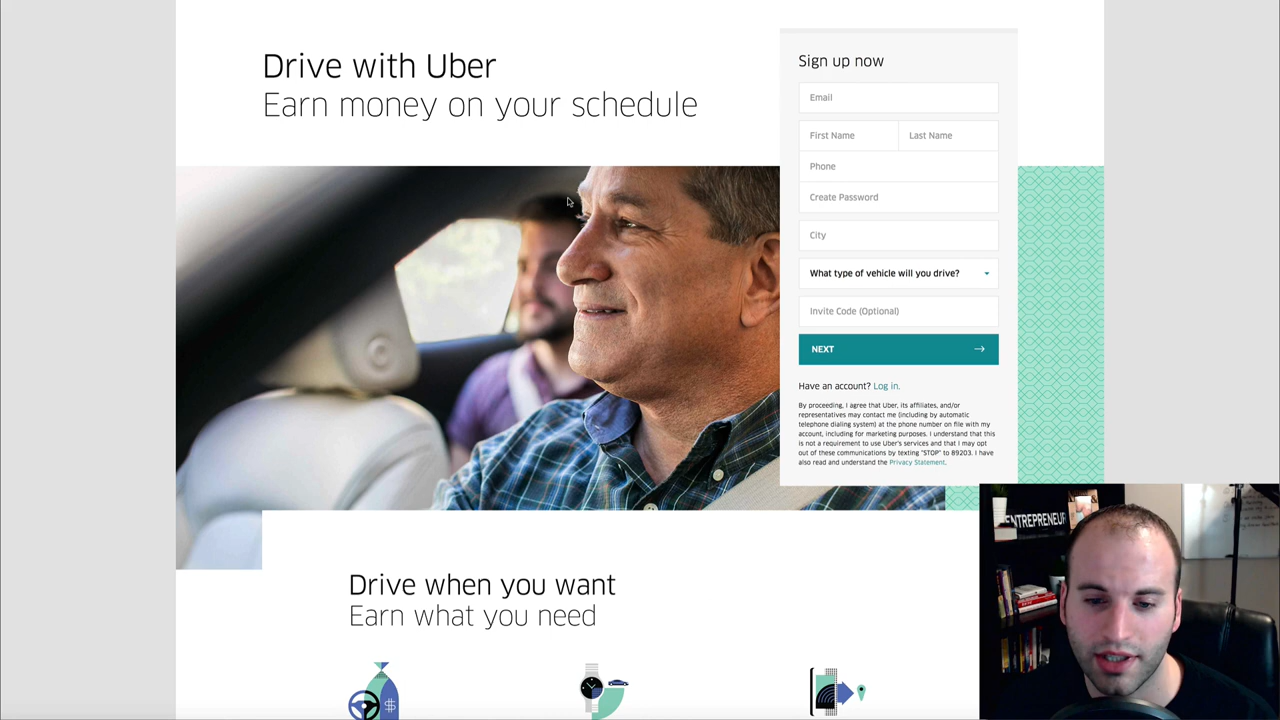 Drive with Uber
Earn money on your schedule
Sign up now
Email
First Name
Last Name
Phone
Create Password
City
What type of vehicle will you drive?
Invite Code (Optional)
NEXT
Have an account? Log in.
By proceeding, I agree that Uber, its affiliates, and/or
representatives may contact me (including by automatic
telephone dialing system) at the phone number on file with my
account, including for marketing purposes. I understand that this
is not a requirement to use Uber's services and that I may opt
out of these communications by texting "STOP" to 89203. I have
also read and understand the Privacy Statement.
Drive when you want
Earn what you need
$
&
ENTREPRENEUR